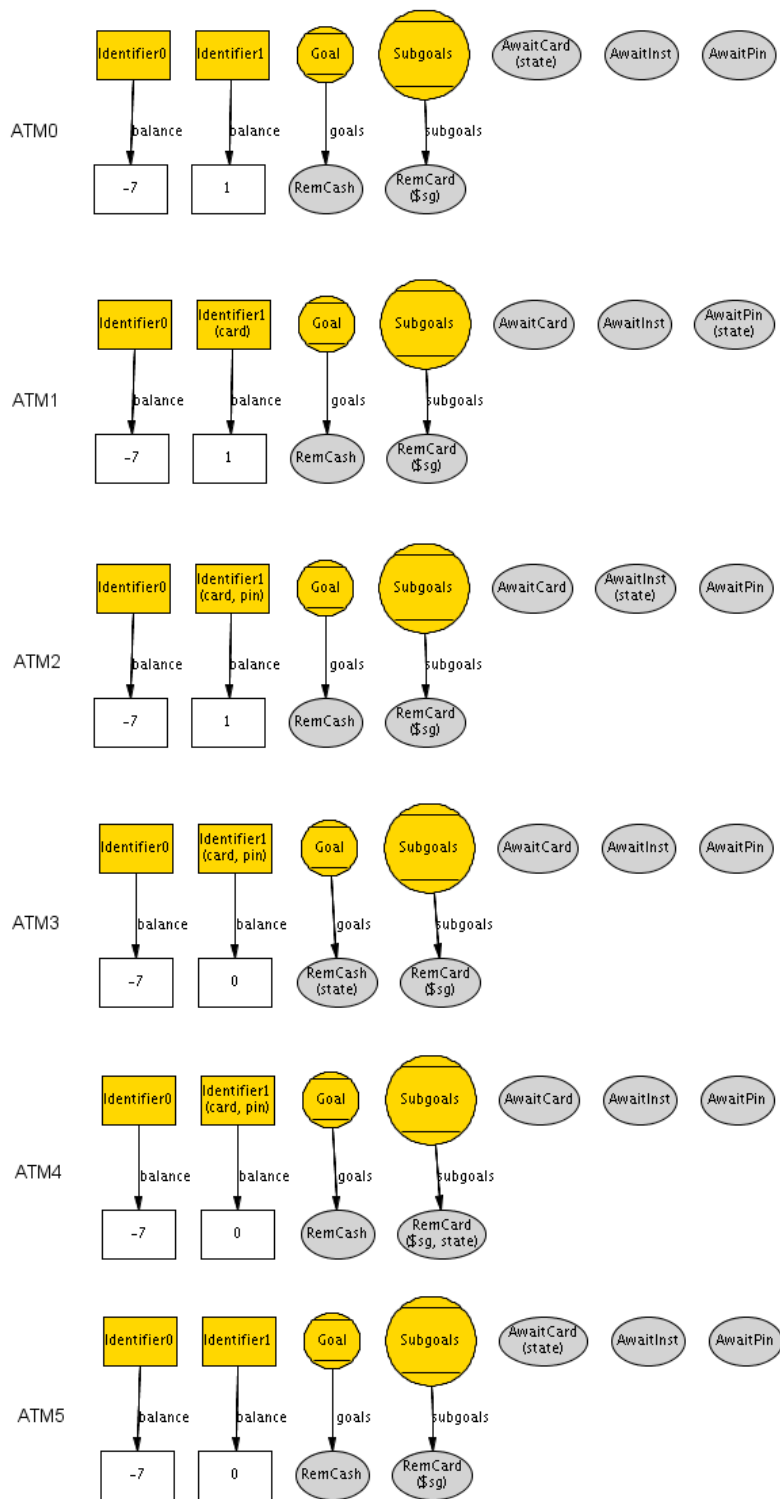 Identifier0
Identifier1
Goal
Subgoals
AwaitCard
(state)
AwaitInst
AwaitPin
ATM0
balance
balance
goals
subgoals
-7
1
RemCash
RemCard
($sg)
Identifier0
Identifier1
(card)
Goal
Subgoals
AwaitCard
AwaitInst
AwaitPin
(state)
ATM1
balance
balance
goals
subgoals
-7
1
RemCash
RemCard
($sg)
Identifier0
Identifier1
(card, pin)
Goal
Subgoals
AwaitCard
AwaitInst
(state)
AwaitPin
ATM2
balance
balance
goals
subgoals
-7
1
RemCash
RemCard
($sg)
Identifier0
Identifier1
(card, pin)
Goal
Subgoals
AwaitCard
AwaitInst
AwaitPin
ATM3
balance
balance
goals
subgoals
-7
0
RemCash
(state)
RemCard
($sg)
Identifier0
Identifier1
(card, pin)
Goal
Subgoals
AwaitCard
AwaitInst
AwaitPin
ATM4
balance
balance
goals
subgoals
-7
0
RemCash
RemCard
($sg, state)
Identifier0
Identifier1
Goal
Subgoals
AwaitCard
(state)
AwaitInst
AwaitPin
ATM5
balance
balance
goals
subgoals
-7
0
RemCash
RemCard
($sg)